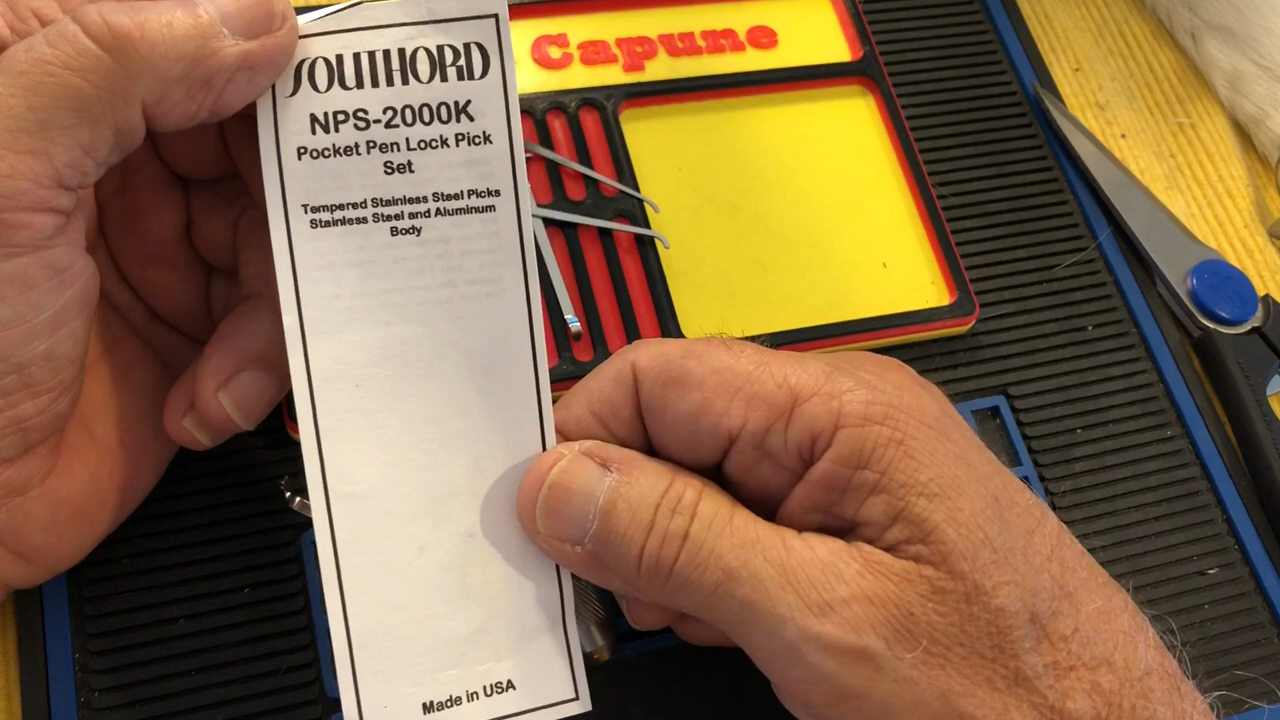 SOUTHORD
NPS-2000K
Pocket Pen Lock Pick
Set
Tempered Stainless Steel Picks
Stainless Steel and Aluminum
Body
Made in USA
Capune